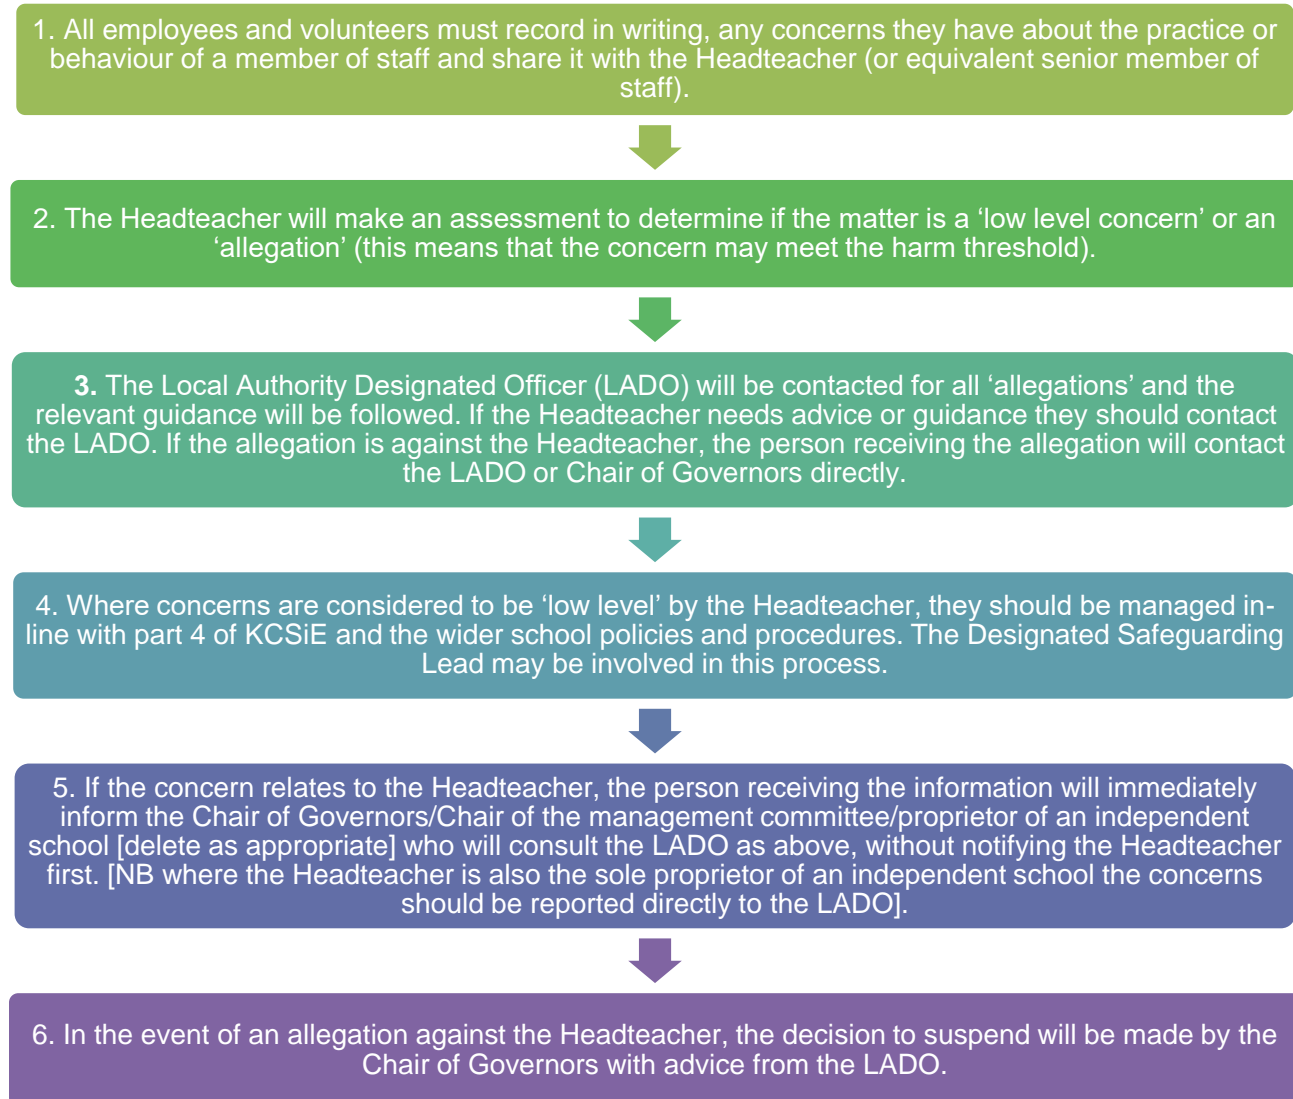 1. All employees and volunteers must record in writing, any concerns they have about the practice or
behaviour of a member of staff and share it with the Headteacher (or equivalent senior member of
staff).
2. The Headteacher will make an assessment to determine if the matter is a ‘low level concern’ or an
‘allegation’ (this means that the concern may meet the harm threshold).
3. The Local Authority Designated Officer (LADO) will be contacted for all ‘allegations’ and the
relevant guidance will be followed. If the Headteacher needs advice or guidance they should contact
the LADO. If the allegation is against the Headteacher, the person receiving the allegation will contact
the LADO or Chair of Governors directly.
4. Where concerns are considered to be ‘low level’ by the Headteacher, they should be managed in-
line with part 4 of KCSiE and the wider school policies and procedures. The Designated Safeguarding
Lead may be involved in this process.
5. If the concern relates to the Headteacher, the person receiving the information will immediately
inform the Chair of Governors/Chair of the management committee/proprietor of an independent
school [delete as appropriate] who will consult the LADO as above, without notifying the Headteacher
first. [NB where the Headteacher is also the sole proprietor of an independent school the concerns
should be reported directly to the LADO].
6. In the event of an allegation against the Headteacher, the decision to suspend will be made by the
Chair of Governors with advice from the LADO.